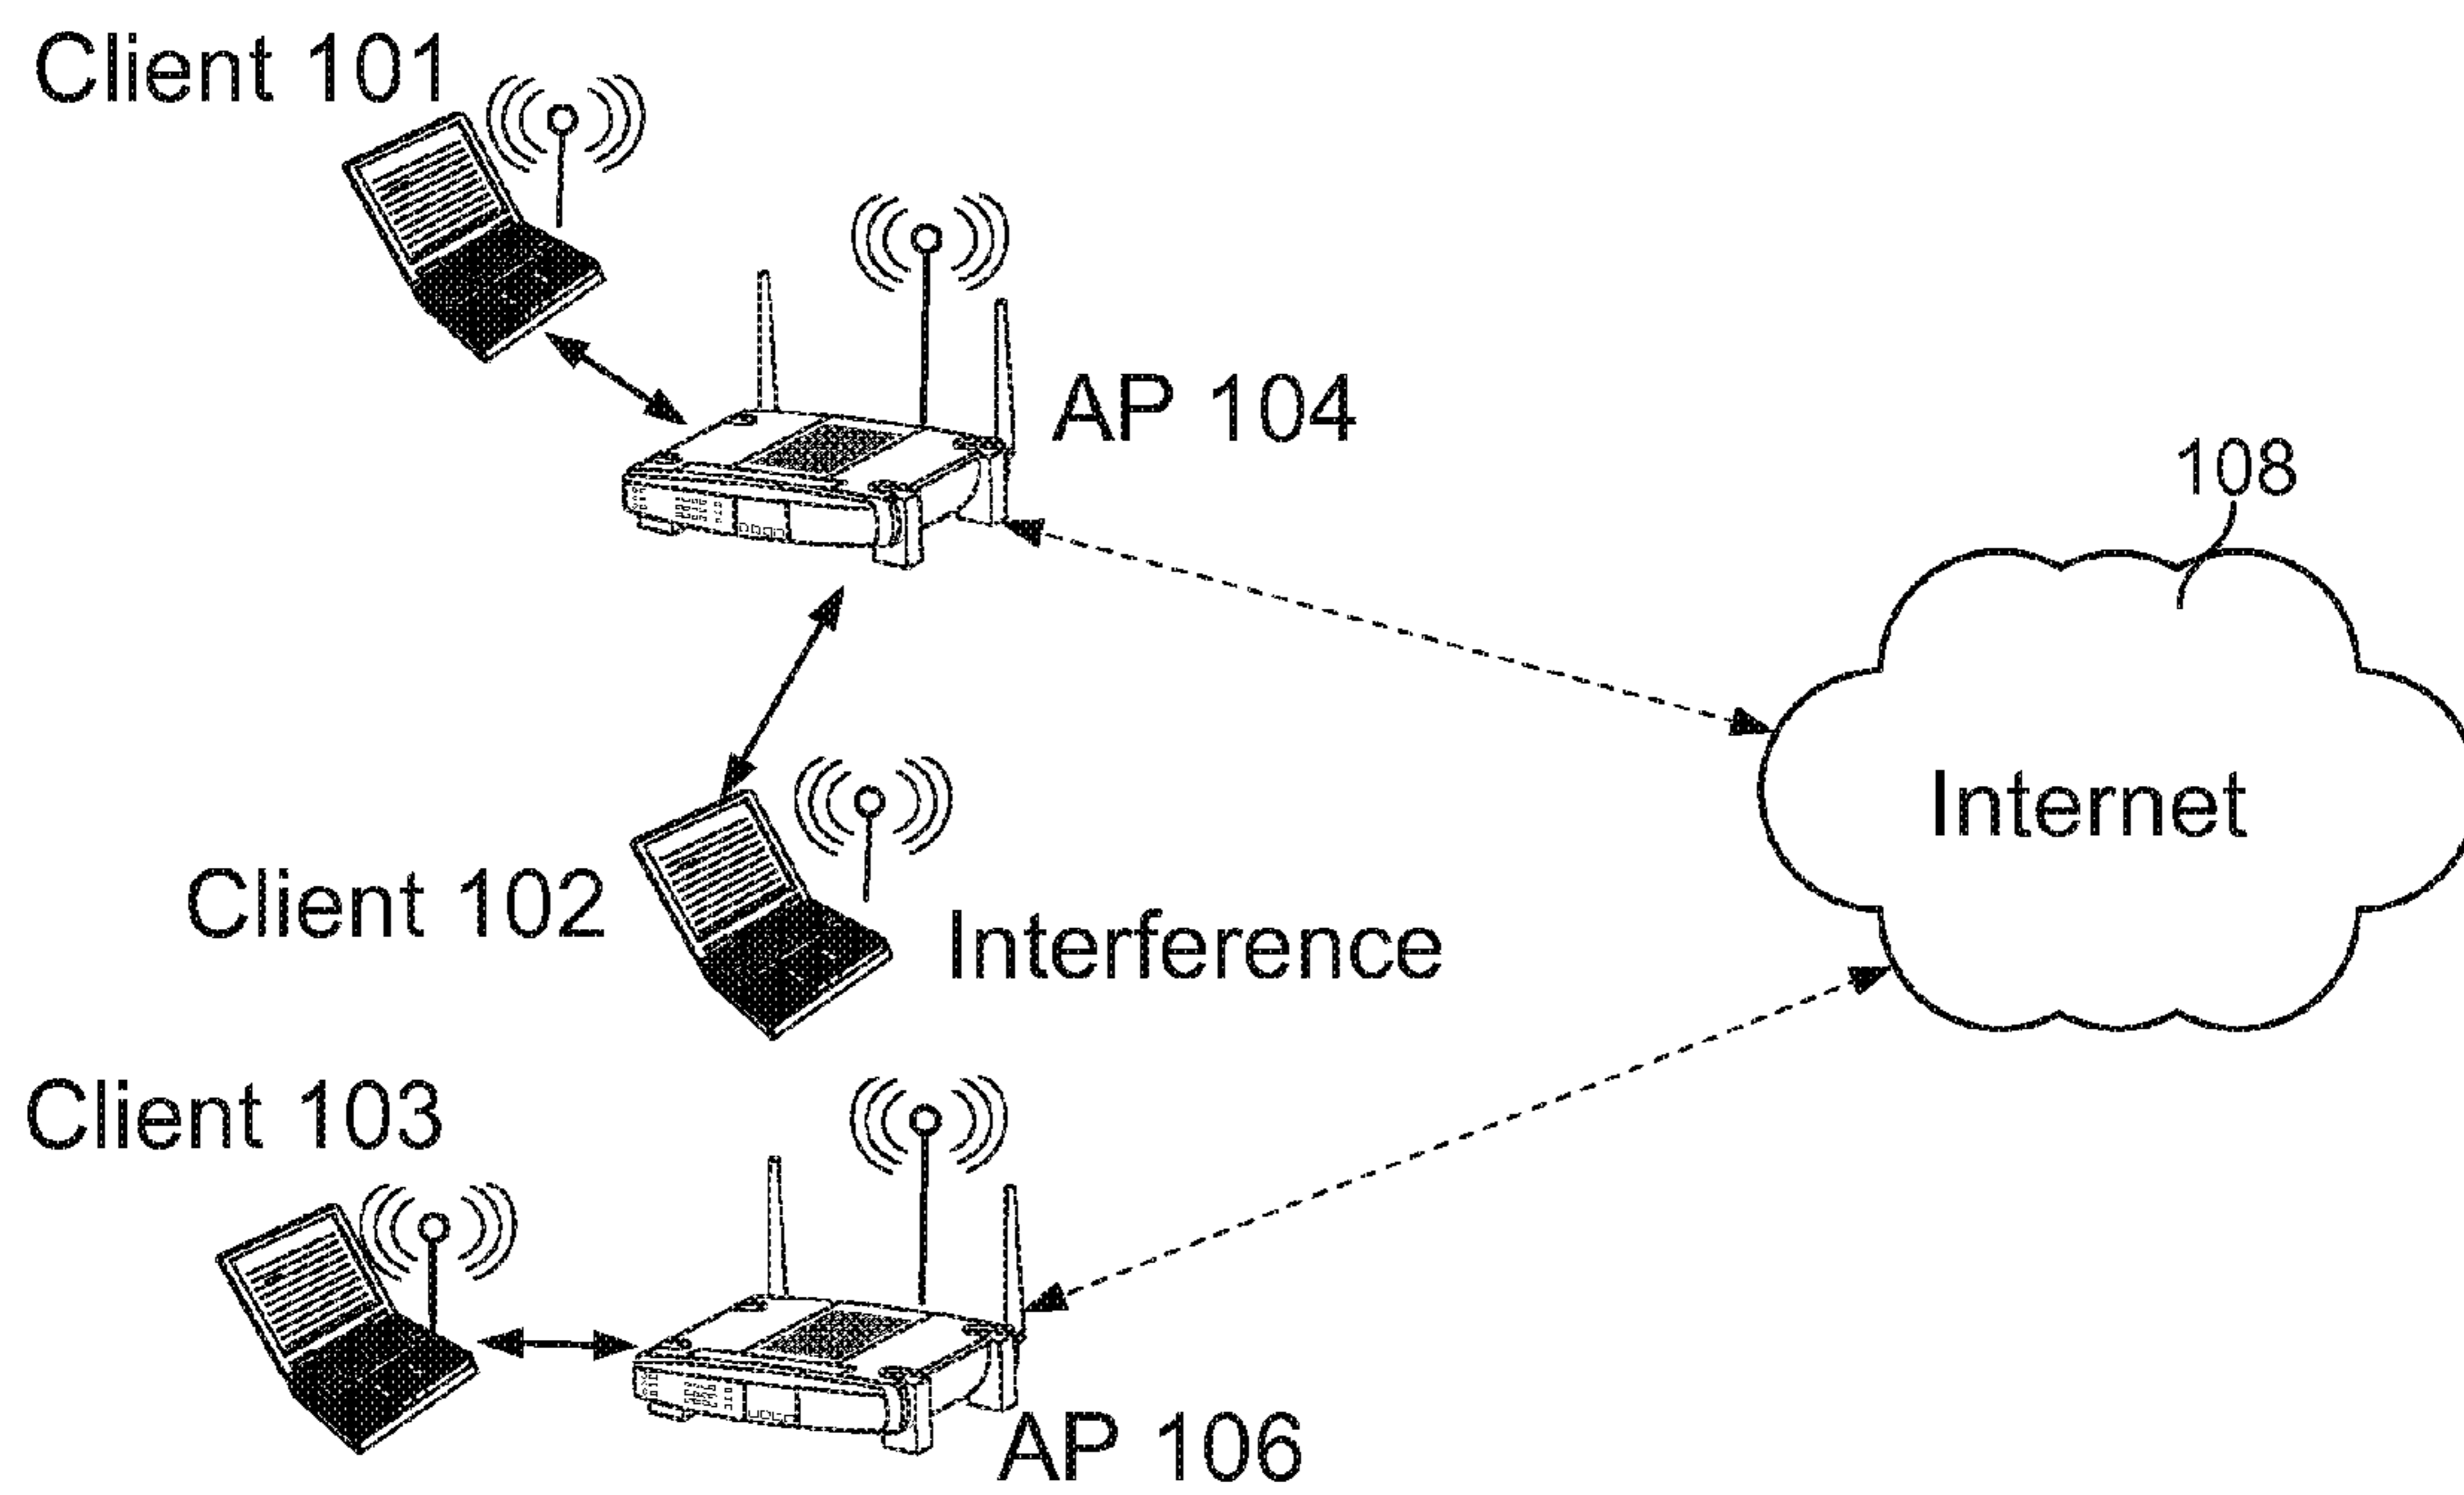 Client 101
AP 104
108
Internet
Client 102
Interference
Client 103
AP 106